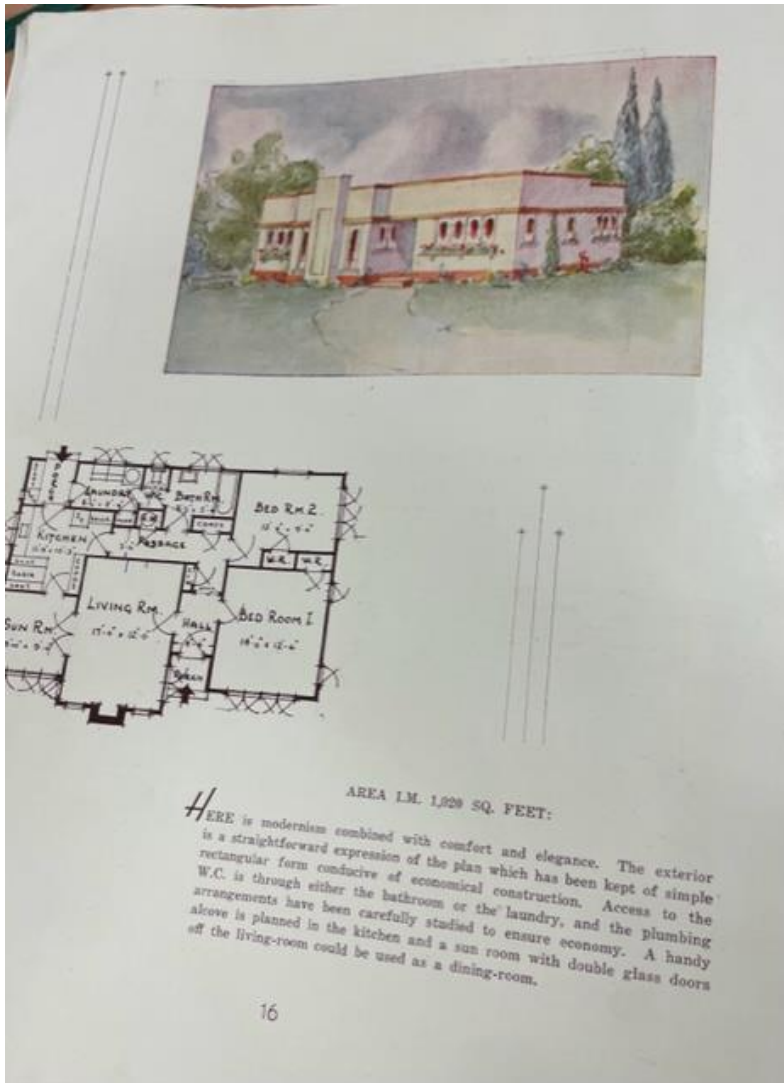 PORCH
LAUNDRY
W.C.
BATH RM.
BED RM. 2
KITCHEN
PASSAGE
W.R. W.R.
LIVING RM.
HALL
BED ROOM 1
SUN RM.
PORCH
AREA I.M. 1,020 SQ. FEET:
HERE is modernism combined with comfort and elegance. The exterior
is a straightforward expression of the plan which has been kept of simple
rectangular form conducive of economical construction. Access to the
W.C. is through either the bathroom or the laundry, and the plumbing
arrangements have been carefully studied to ensure economy. A handy
alcove is planned in the kitchen and a sun room with double glass doors
off the living-room could be used as a dining-room.
16